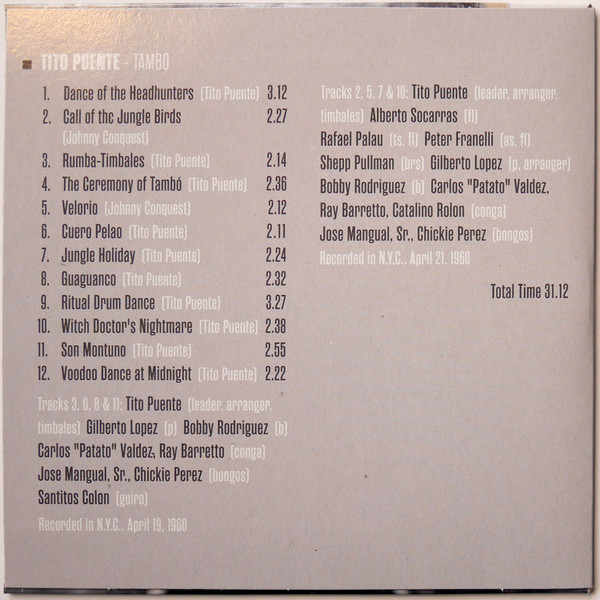 TITO PUENTE - TAMBÓ
1. Dance of the Headhunters (Tito Puente) 3.12
2. Call of the Jungle Birds 2.27
(Johnny Conquest)
3. Rumba-Timbales (Tito Puente) 2.14
4. The Ceremony of Tambó (Tito Puente) 2.36
5. Velorio (Johnny Conquest) 2.12
6. Cuero Pelao (Tito Puente) 2.11
7. Jungle Holiday (Tito Puente) 2.24
8. Guaguanco (Tito Puente) 2.32
9. Ritual Drum Dance (Tito Puente) 3.27
10. Witch Doctor's Nightmare (Tito Puente) 2.38
11. Son Montuno (Tito Puente) 2.55
12. Voodoo Dance at Midnight (Tito Puente) 2.22
Tracks 3, 6, 8 & 11: Tito Puente (leader, arranger,
timbales) Gilberto Lopez (p) Bobby Rodriguez (b)
Carlos "Patato" Valdez, Ray Barretto (conga)
Jose Mangual, Sr., Chickie Perez (bongos)
Santitos Colon (guiro)
Recorded in N.Y.C., April 19, 1960
Tracks 2, 5, 7 & 10: Tito Puente (leader, arranger,
timbales) Alberto Socarras (fl)
Rafael Palau (ts, fl) Peter Franelli (as, fl)
Shepp Pullman (brs) Gilberto Lopez (p, arranger)
Bobby Rodriguez (b) Carlos "Patato" Valdez,
Ray Barretto, Catalino Rolon (conga)
Jose Mangual, Sr., Chickie Perez (bongos)
Recorded in N.Y.C., April 21, 1960
Total Time 31.12